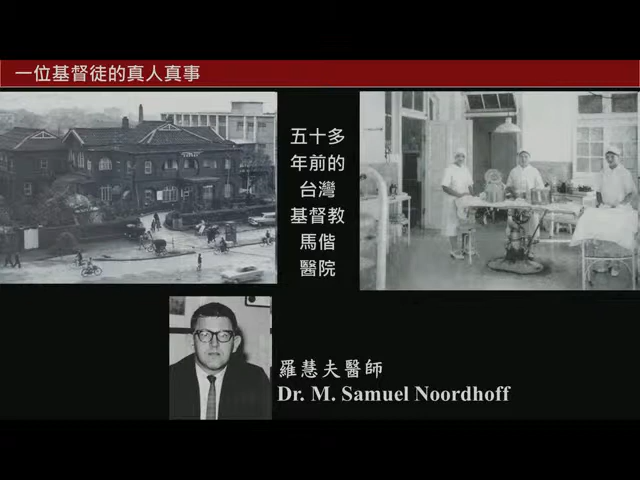 一位基督徒的真人真事
五十多
年前的
台灣
基督教
馬偕
醫院
羅慧夫醫師
Dr. M. Samuel Noordhoff